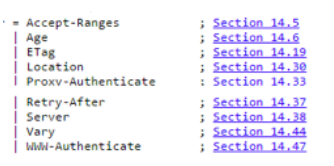 = Accept-Ranges ; Section 14.5
| Age ; Section 14.6
| ETag ; Section 14.19
| Location ; Section 14.30
| Proxy-Authenticate : Section 14.33
| Retry-After ; Section 14.37
| Server ; Section 14.38
| Vary ; Section 14.44
| WWW-Authenticate ; Section 14.47